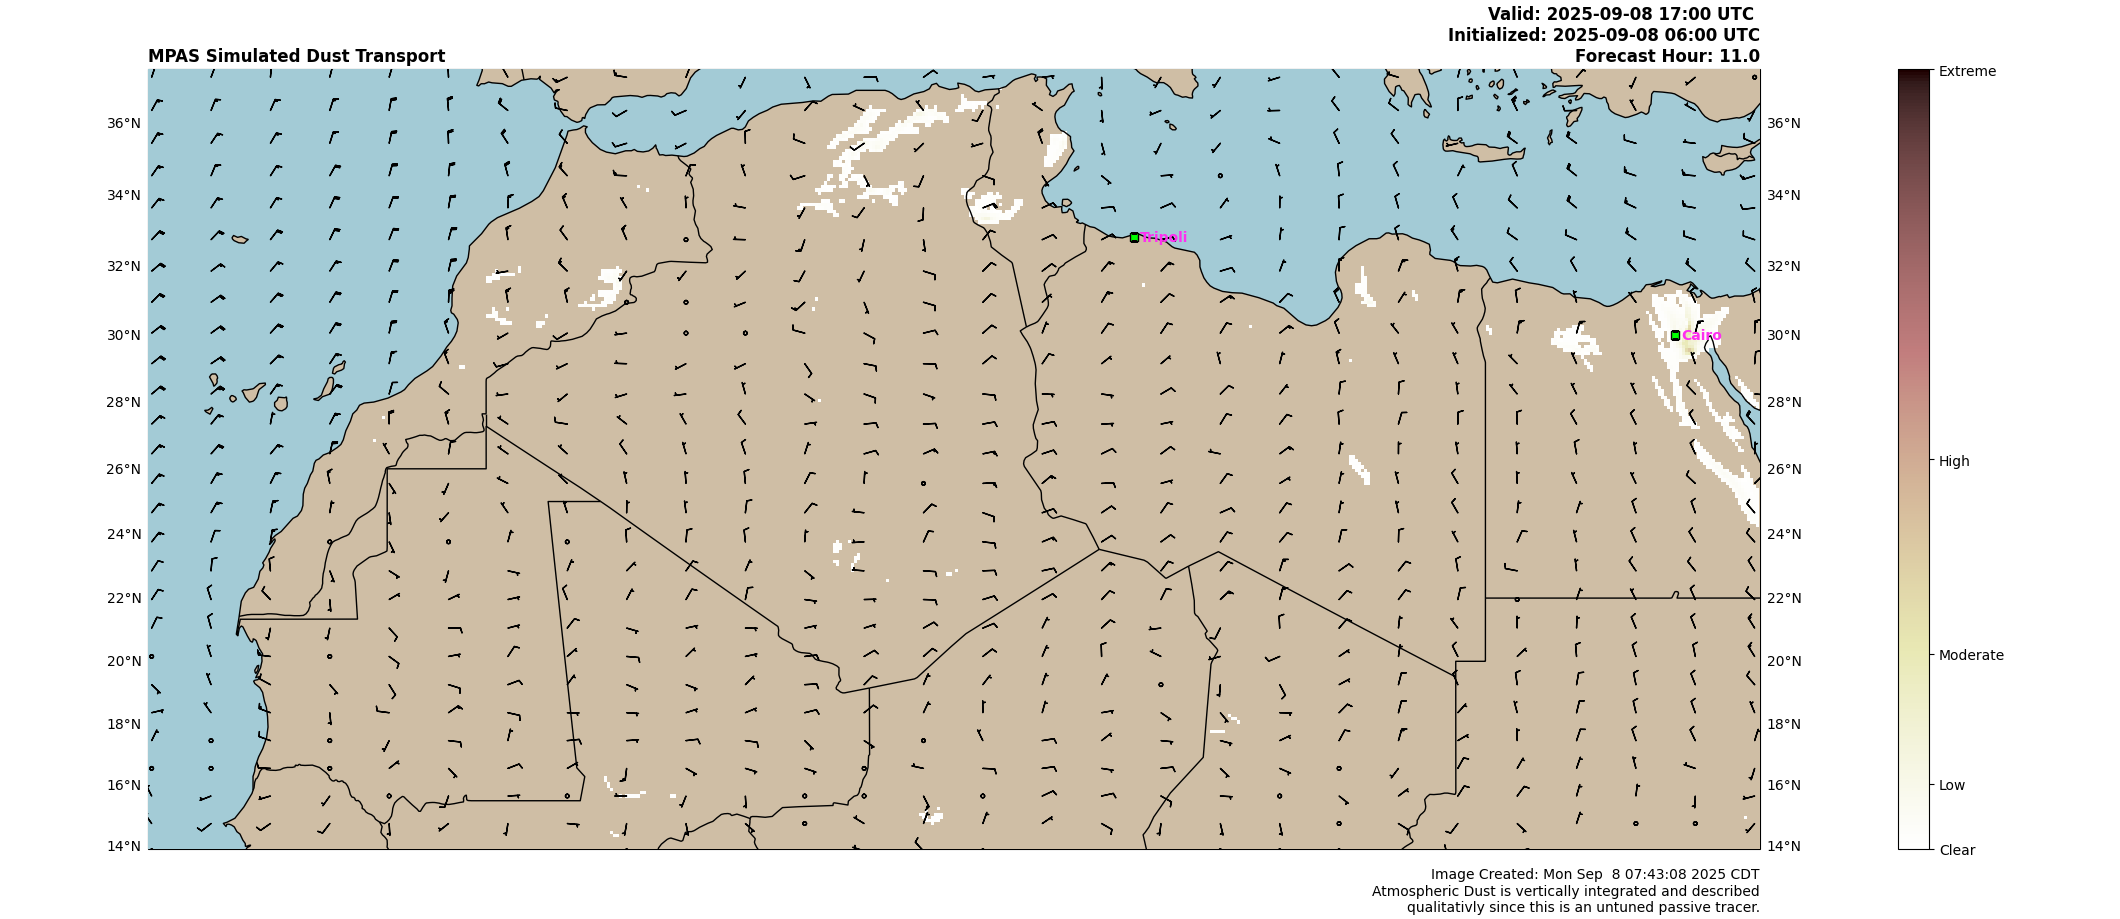 Valid: 2025-09-08 17:00 UTC
Initialized: 2025-09-08 06:00 UTC
MPAS Simulated Dust Transport
Forecast Hour: 11.0
Extreme
36°N
36°N
34°N
34°N
Tripoli
32°N
32°N
30°N
Cairo
30°N
28°N
28°N
26°N
26°N
High
24°N
24°N
22°N
22°N
20°N
20°N
Moderate
18°N
18°N
16°N
16°N
Low
14°N
14°N
Clear
Image Created: Mon Sep  8 07:43:08 2025 CDT
Atmospheric Dust is vertically integrated and described
qualitativly since this is an untuned passive tracer.